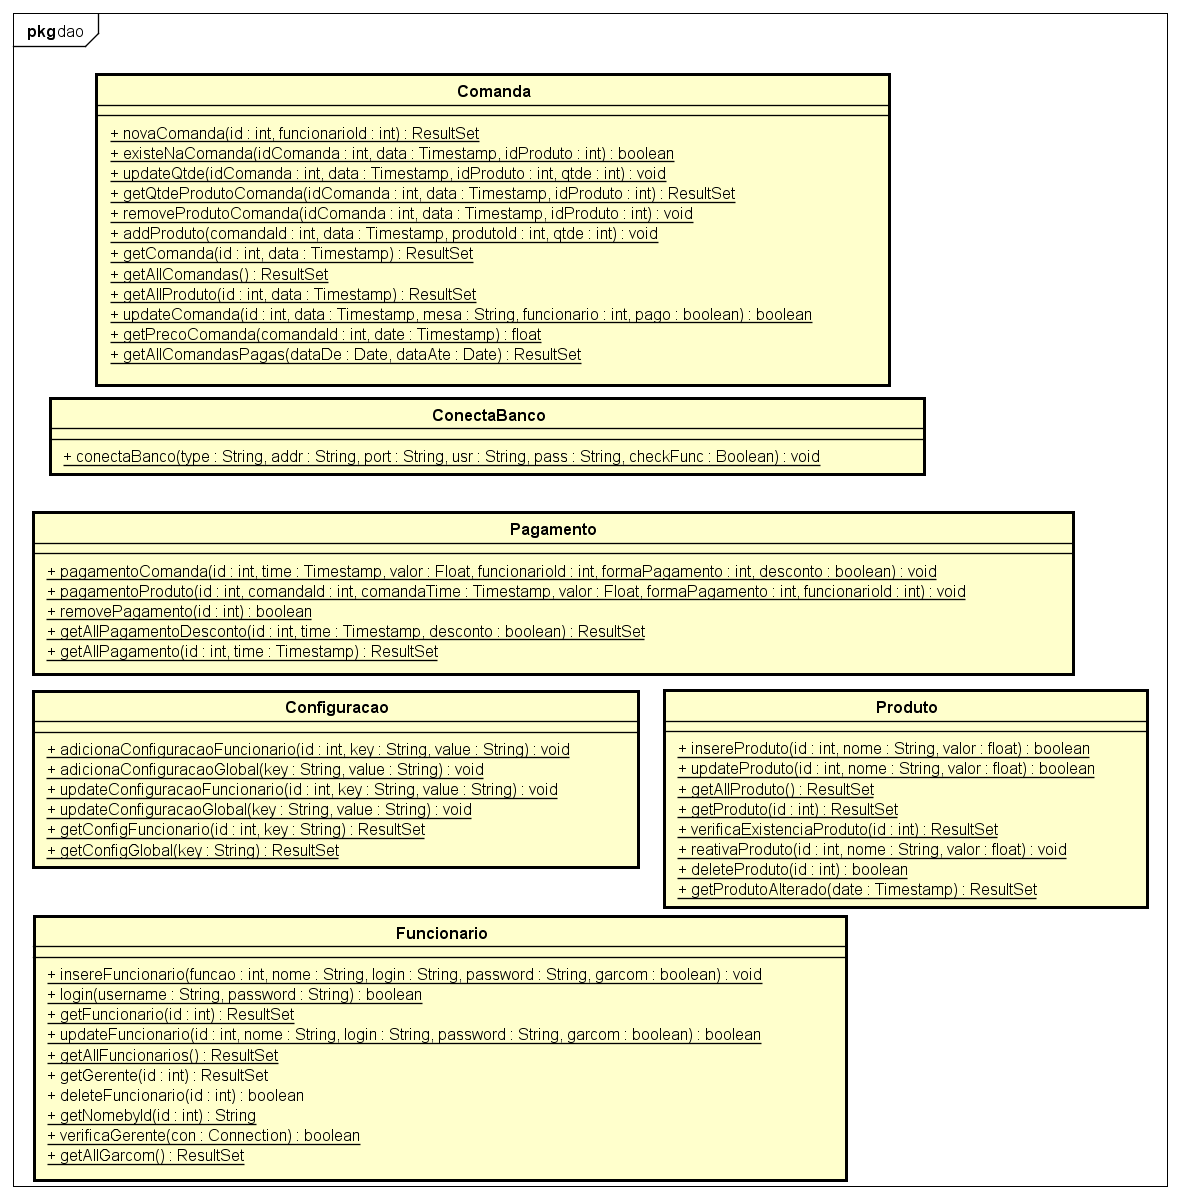 pkg dao
Comanda
+ novaComanda(id : int, funcionarioId : int) : ResultSet
+ existeNaComanda(idComanda : int, data : Timestamp, idProduto : int) : boolean
+ updateQtde(idComanda : int, data : Timestamp, idProduto : int, qtde : int) : void
+ getQtdeProdutoComanda(idComanda : int, data : Timestamp, idProduto : int) : ResultSet
+ removeProdutoComanda(idComanda : int, data : Timestamp, idProduto : int) : void
+ addProduto(comandaId : int, data : Timestamp, produtoId : int, qtde : int) : void
+ getComanda(id : int, data : Timestamp) : ResultSet
+ getAllComandas() : ResultSet
+ getAllProduto(id : int, data : Timestamp) : ResultSet
+ updateComanda(id : int, data : Timestamp, mesa : String, funcionario : int, pago : boolean) : boolean
+ getPrecoComanda(comandaId : int, date : Timestamp) : float
+ getAllComandasPagas(dataDe : Date, dataAte : Date) : ResultSet
ConectaBanco
+ conectaBanco(type : String, addr : String, port : String, usr : String, pass : String, checkFunc : Boolean) : void
Pagamento
+ pagamentoComanda(id : int, time : Timestamp, valor : Float, funcionarioId : int, formaPagamento : int, desconto : boolean) : void
+ pagamentoProduto(id : int, comandaId : int, comandaTime : Timestamp, valor : Float, formaPagamento : int, funcionarioId : int) : void
+ removePagamento(id : int) : boolean
+ getAllPagamentoDesconto(id : int, time : Timestamp, desconto : boolean) : ResultSet
+ getAllPagamento(id : int, time : Timestamp) : ResultSet
Configuracao
+ adicionaConfiguracaoFuncionario(id : int, key : String, value : String) : void
+ adicionaConfiguracaoGlobal(key : String, value : String) : void
+ updateConfiguracaoFuncionario(id : int, key : String, value : String) : void
+ updateConfiguracaoGlobal(key : String, value : String) : void
+ getConfigFuncionario(id : int, key : String) : ResultSet
+ getConfigGlobal(key : String) : ResultSet
Produto
+ insereProduto(id : int, nome : String, valor : float) : boolean
+ updateProduto(id : int, nome : String, valor : float) : boolean
+ getAllProduto() : ResultSet
+ getProduto(id : int) : ResultSet
+ verificaExistenciaProduto(id : int) : ResultSet
+ reativaProduto(id : int, nome : String, valor : float) : void
+ deleteProduto(id : int) : boolean
+ getProdutoAlterado(date : Timestamp) : ResultSet
Funcionario
+ insereFuncionario(funcao : int, nome : String, login : String, password : String, garcom : boolean) : void
+ login(username : String, password : String) : boolean
+ getFuncionario(id : int) : ResultSet
+ updateFuncionario(id : int, nome : String, login : String, password : String, garcom : boolean) : boolean
+ getAllFuncionarios() : ResultSet
+ getGerente(id : int) : ResultSet
+ deleteFuncionario(id : int) : boolean
+ getNomebyId(id : int) : String
+ verificaGerente(con : Connection) : boolean
+ getAllGarcom() : ResultSet